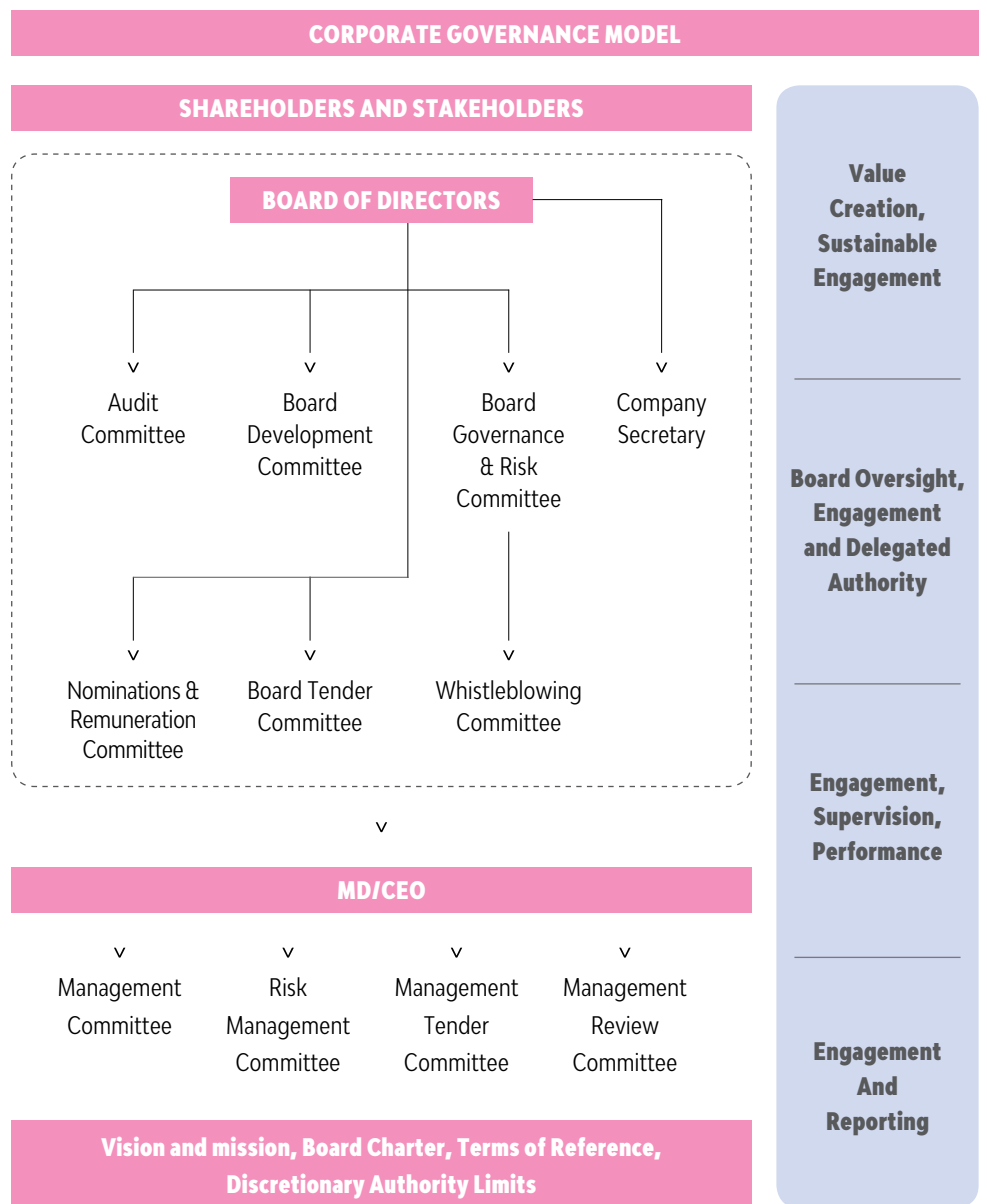 CORPORATE GOVERNANCE MODEL
SHAREHOLDERS AND STAKEHOLDERS
BOARD OF DIRECTORS
Audit
Committee
Board
Development
Committee
Board
Governance
& Risk
Committee
Company
Secretary
Nominations &
Remuneration
Committee
Board Tender
Committee
Whistleblowing
Committee
MD/CEO
Management
Committee
Risk
Management
Committee
Management
Tender
Committee
Management
Review
Committee
Vision and mission, Board Charter, Terms of Reference,
Discretionary Authority Limits
Value
Creation,
Sustainable
Engagement
Board Oversight,
Engagement
and Delegated
Authority
Engagement,
Supervision,
Performance
Engagement
And
Reporting